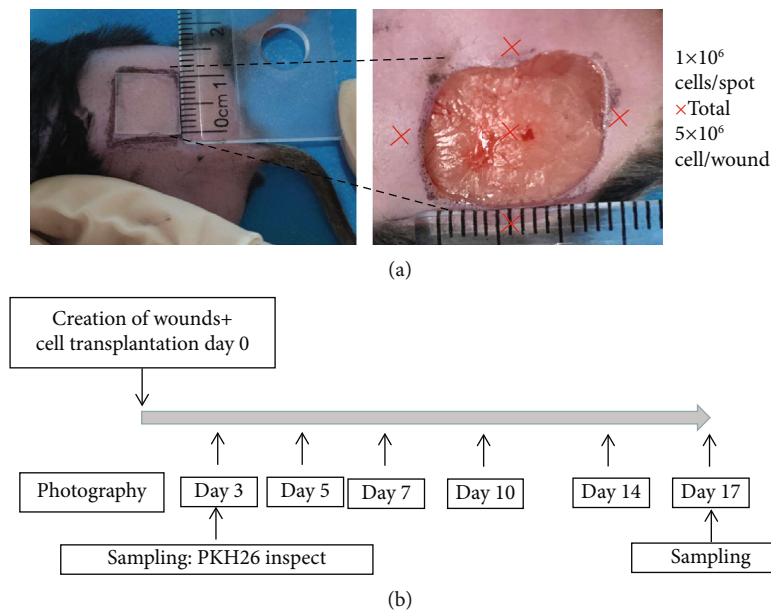 2
1
0cm
1×10⁶
cells/spot
×Total
5×10⁶
cell/wound
(a)
Creation of wounds+
cell transplantation day 0
Photography
Day 3
Day 5
Day 7
Day 10
Day 14
Day 17
Sampling: PKH26 inspect
Sampling
(b)